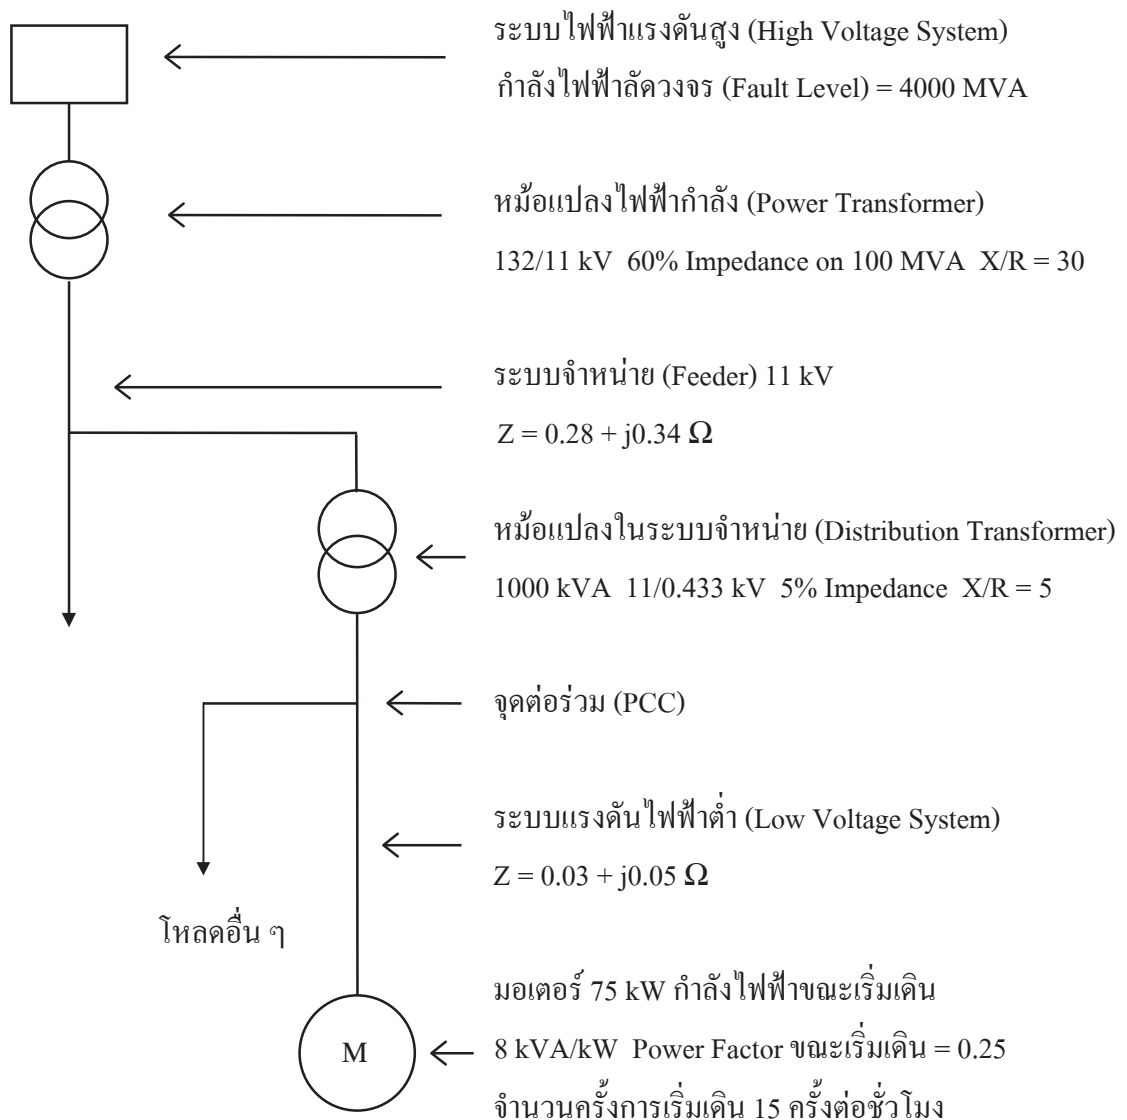 ระบบไฟฟ้าแรงดันสูง (High Voltage System)
กำลังไฟฟ้าลัดวงจร (Fault Level) = 4000 MVA
หม้อแปลงไฟฟ้ากำลัง (Power Transformer)
132/11 kV 60% Impedance on 100 MVA X/R = 30
ระบบจำหน่าย (Feeder) 11 kV
Z = 0.28 + j0.34 Ω
หม้อแปลงในระบบจำหน่าย (Distribution Transformer)
1000 kVA 11/0.433 kV 5% Impedance X/R = 5
จุดต่อร่วม (PCC)
ระบบแรงดันไฟฟ้าต่ำ (Low Voltage System)
Z = 0.03 + j0.05 Ω
โหลดอื่น ๆ
มอเตอร์ 75 kW กำลังไฟฟ้าขณะเริ่มเดิน
M
8 kVA/kW Power Factor ขณะเริ่มเดิน = 0.25
จำนวนครั้งการเริ่มเดิน 15 ครั้งต่อชั่วโมง